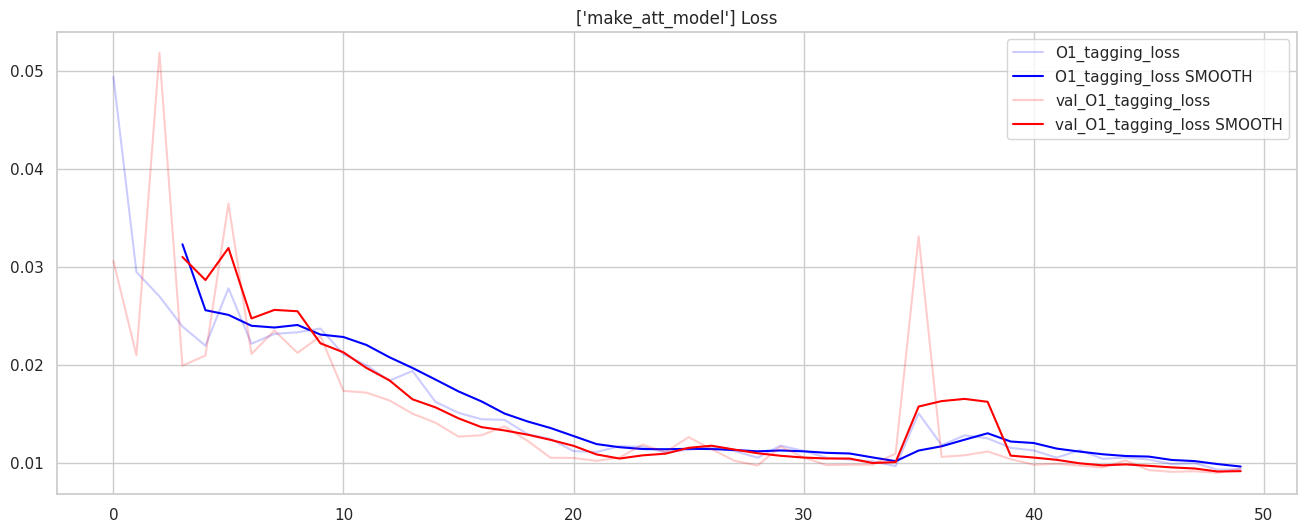 ['make_att_model'] Loss
O1_tagging_loss
O1_tagging_loss SMOOTH
val_O1_tagging_loss
val_O1_tagging_loss SMOOTH
0.05
0.04
0.03
0.02
0.01
0 10 20 30 40 50